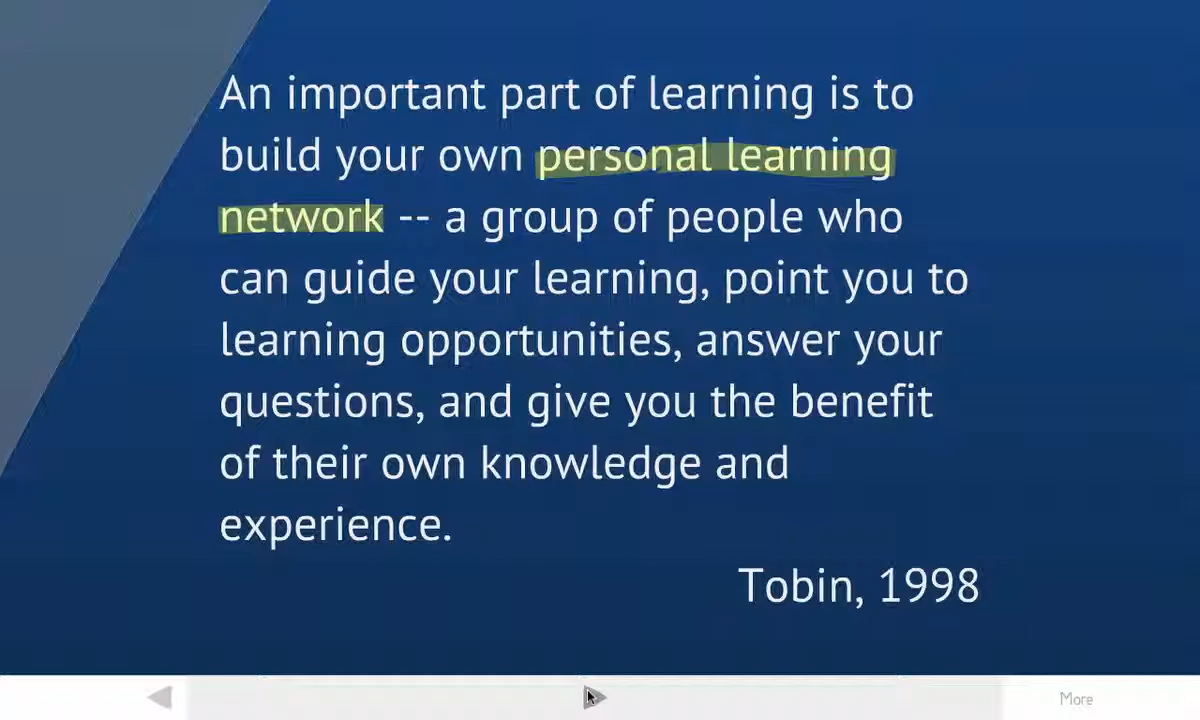 An important part of learning is to
build your own personal learning
network -- a group of people who
can guide your learning, point you to
learning opportunities, answer your
questions, and give you the benefit
of their own knowledge and
experience.
Tobin, 1998
More